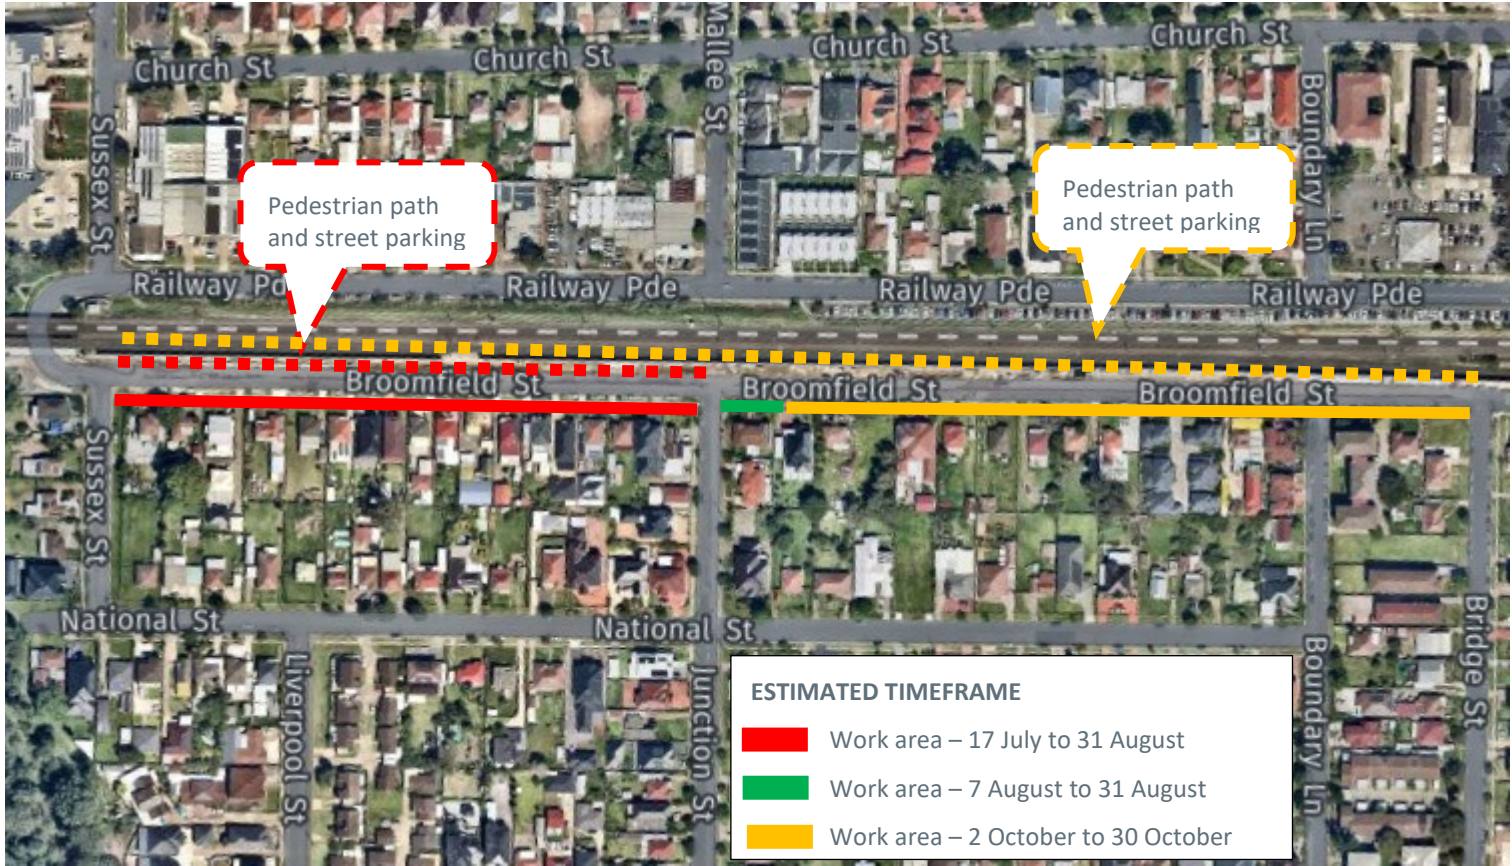 Church St
Church St
Church St
Mallee St
Sussex St
Boundary Ln
Pedestrian path
and street parking
Pedestrian path
and street parking
Railway Pd
Railway Pde
Railway Pde
Railway Pde
Broomfield St
Broomfield St
Broomfield St
Sussex St
National St
National St
Liverpool St
Junction St
Boundary Ln
Bridge St
ESTIMATED TIMEFRAME
Work area – 17 July to 31 August
Work area – 7 August to 31 August
Work area – 2 October to 30 October